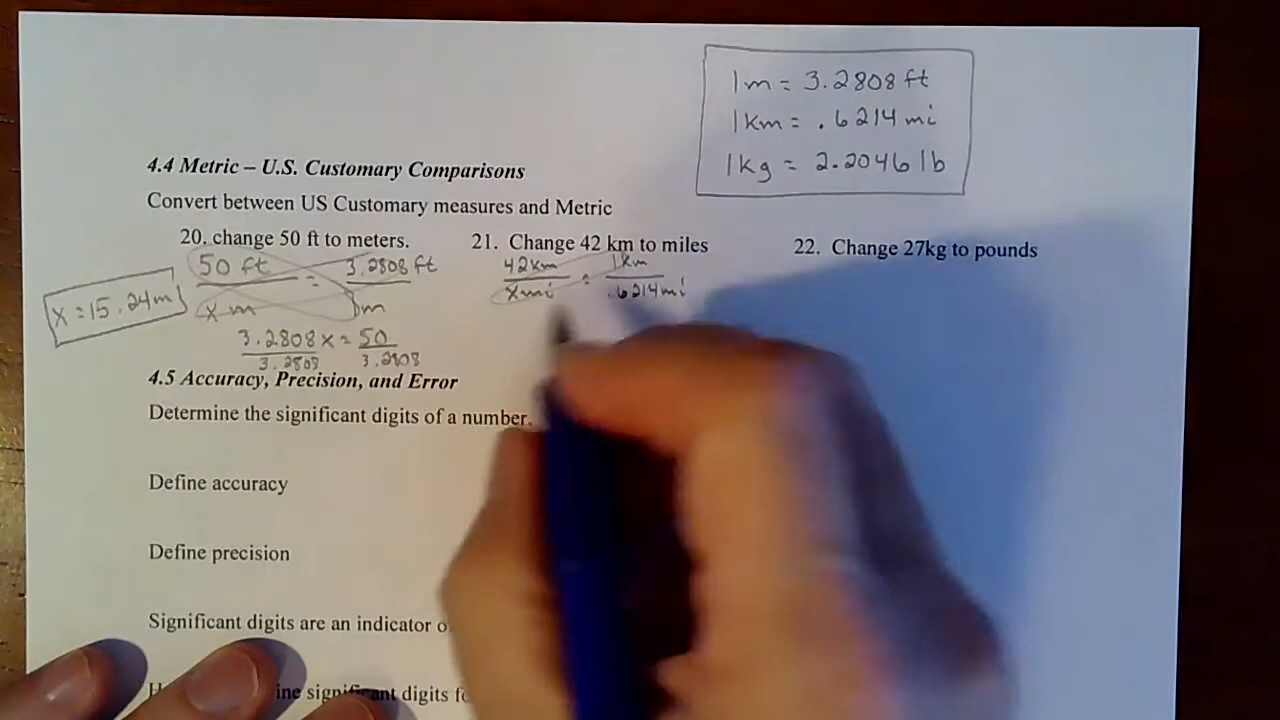 1m = 3.2808 ft
1km = .6214 mi
1kg = 2.2046 lb
4.4 Metric – U.S. Customary Comparisons
Convert between US Customary measures and Metric
20. change 50 ft to meters.
50 ft = 3.2808 ft
x m 1m
3.2808x = 50
3.2808 3.2808
x = 15.24m
21. Change 42 km to miles
42km = 1km
x mi .6214mi
22. Change 27kg to pounds
4.5 Accuracy, Precision, and Error
Determine the significant digits of a number.
Define accuracy
Define precision
Significant digits are an indicator
significant digits